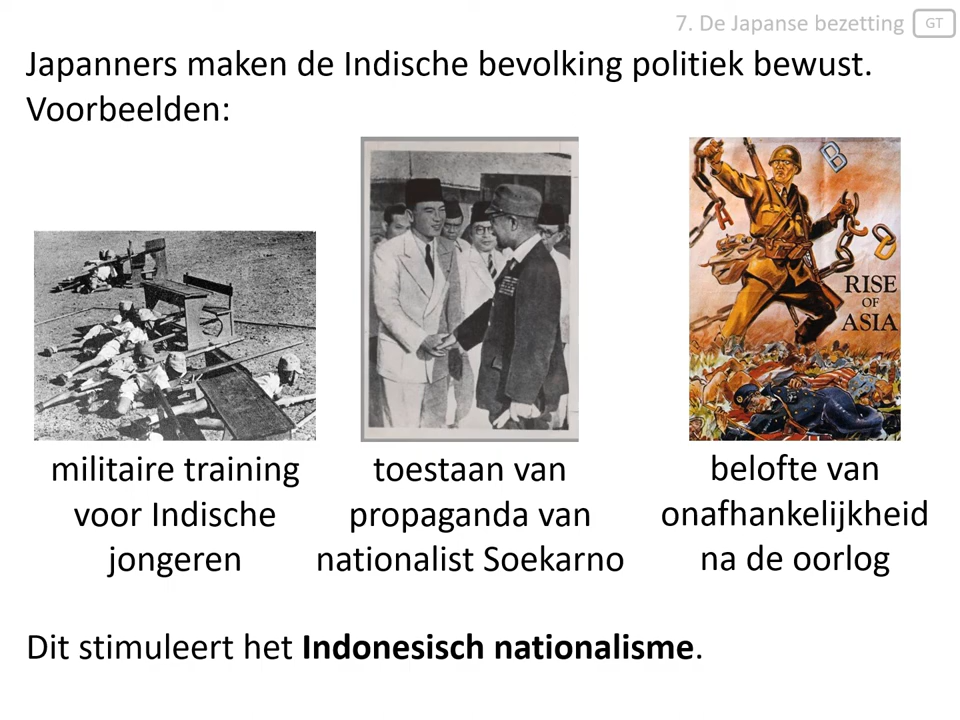 7. De Japanse bezetting GT
Japanners maken de Indische bevolking politiek bewust.
Voorbeelden:
A B C D
RISE
OF
ASIA
militaire training
voor Indische
jongeren
toestaan van
propaganda van
nationalist Soekarno
belofte van
onafhankelijkheid
na de oorlog
Dit stimuleert het Indonesisch nationalisme.